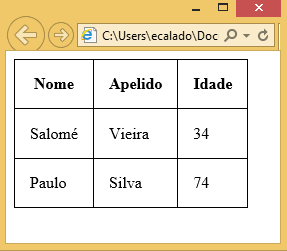 C:\Users\ecalado\Doc
Nome Apelido Idade
Salomé Vieira 34
Paulo Silva 74